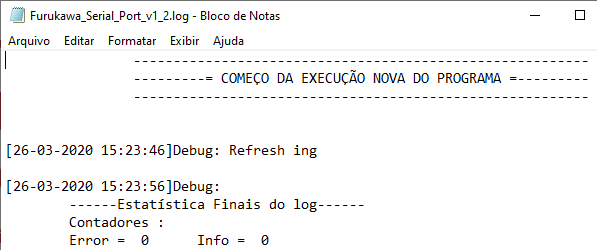 Furukawa_Serial_Port_v1_2.log - Bloco de Notas
Arquivo Editar Formatar Exibir Ajuda
---------------------------------------------------------
---------= COMEÇO DA EXECUÇÃO NOVA DO PROGRAMA =---------
---------------------------------------------------------
[26-03-2020 15:23:46]Debug: Refresh ing
[26-03-2020 15:23:56]Debug:
------Estatística Finais do log------
Contadores :
Error = 0 Info = 0